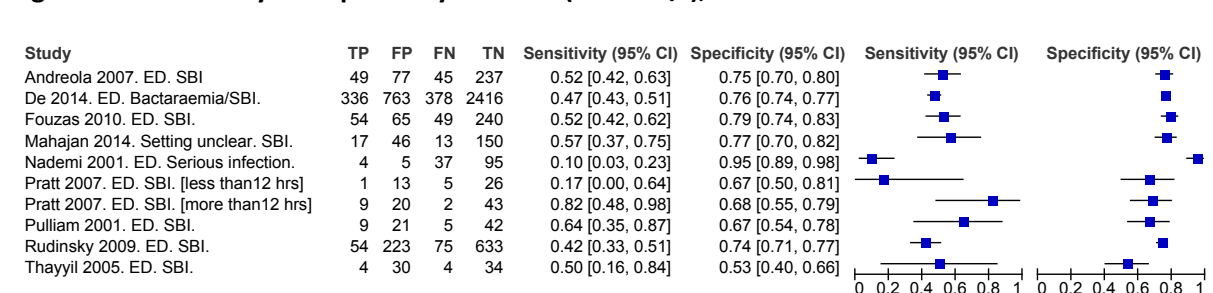 Study TP FP FN TN Sensitivity (95% CI) Specificity (95% CI) Sensitivity (95% CI) Specificity (95% CI)
Andreola 2007. ED. SBI 49 77 45 237 0.52 [0.42, 0.63] 0.75 [0.70, 0.80]
De 2014. ED. Bactaraemia/SBI. 336 763 378 2416 0.47 [0.43, 0.51] 0.76 [0.74, 0.77]
Fouzas 2010. ED. SBI. 54 65 49 240 0.52 [0.42, 0.62] 0.79 [0.74, 0.83]
Mahajan 2014. Setting unclear. SBI. 17 46 13 150 0.57 [0.37, 0.75] 0.77 [0.70, 0.82]
Nademi 2001. ED. Serious infection. 4 5 37 95 0.10 [0.03, 0.23] 0.95 [0.89, 0.98]
Pratt 2007. ED. SBI. [less than12 hrs] 1 13 5 26 0.17 [0.00, 0.64] 0.67 [0.50, 0.81]
Pratt 2007. ED. SBI. [more than12 hrs] 9 20 2 43 0.82 [0.48, 0.98] 0.68 [0.55, 0.79]
Pulliam 2001. ED. SBI. 9 21 5 42 0.64 [0.35, 0.87] 0.67 [0.54, 0.78]
Rudinsky 2009. ED. SBI. 54 223 75 633 0.42 [0.33, 0.51] 0.74 [0.71, 0.77]
Thayyil 2005. ED. SBI. 4 30 4 34 0.50 [0.16, 0.84] 0.53 [0.40, 0.66]
0 0.2 0.4 0.6 0.8 1 0 0.2 0.4 0.6 0.8 1